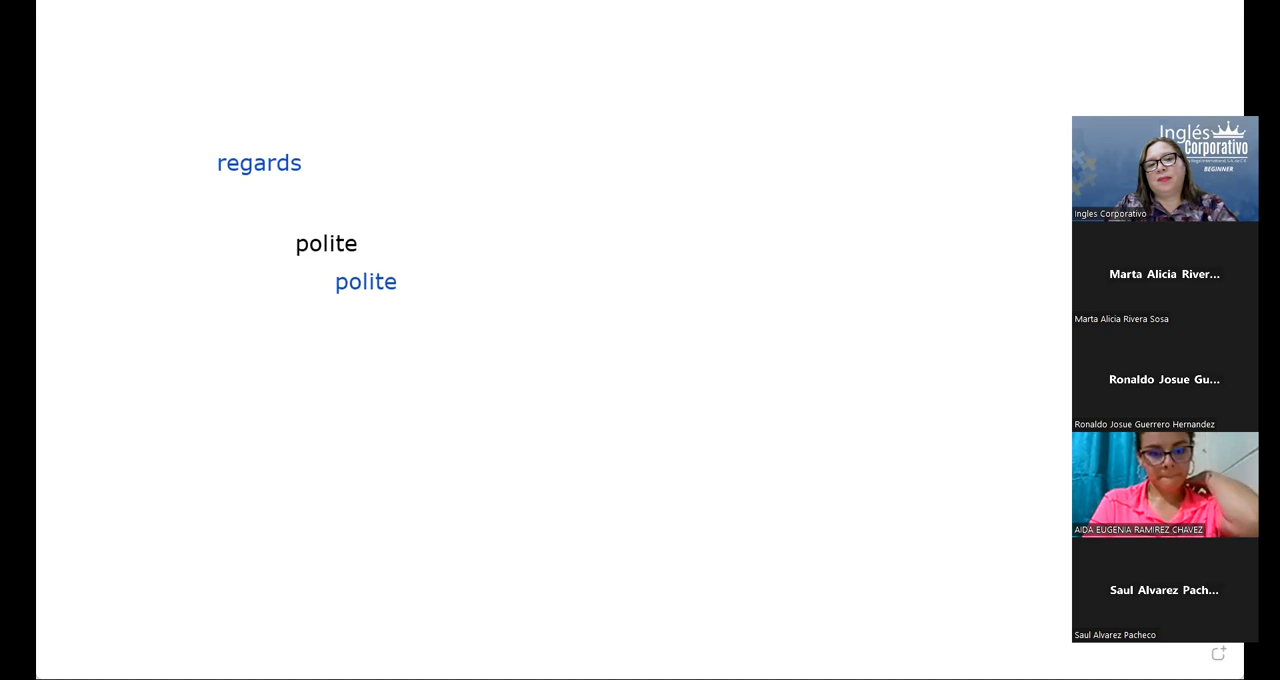 regards
polite
polite
Inglés
Corporativo
BEGINNER
Ingles Corporativo
Marta Alicia River...
Marta Alicia Rivera Sosa
Ronaldo Josue Gu...
Ronaldo Josue Guerrero Hernandez
AIDA EUGENIA RAMIREZ CHAVEZ
Saul Alvarez Pach...
Saul Alvarez Pacheco